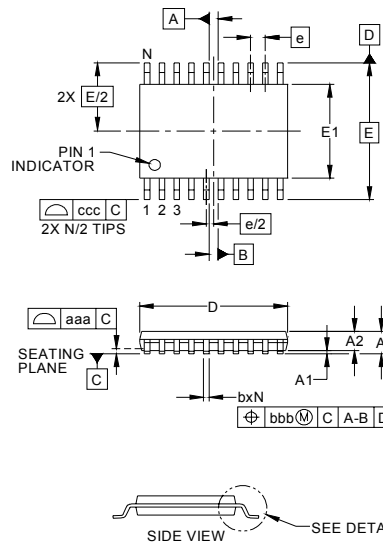 A
e
D
N
2X E/2
E1
E
PIN 1
INDICATOR
ccc C
2X N/2 TIPS
1 2 3
e/2
B
D
aaa C
SEATING
PLANE
C
A2
A
A1
bxN
bbb Ⓜ C A-B D
SIDE VIEW
SEE DETA